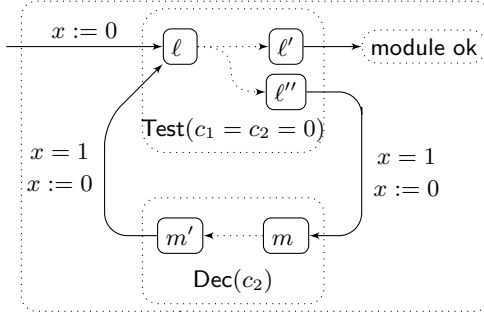 x := 0
ℓ
ℓ′
module ok
ℓ″
Test(c₁ = c₂ = 0)
x = 1
x := 0
x = 1
x := 0
m′
m
Dec(c₂)